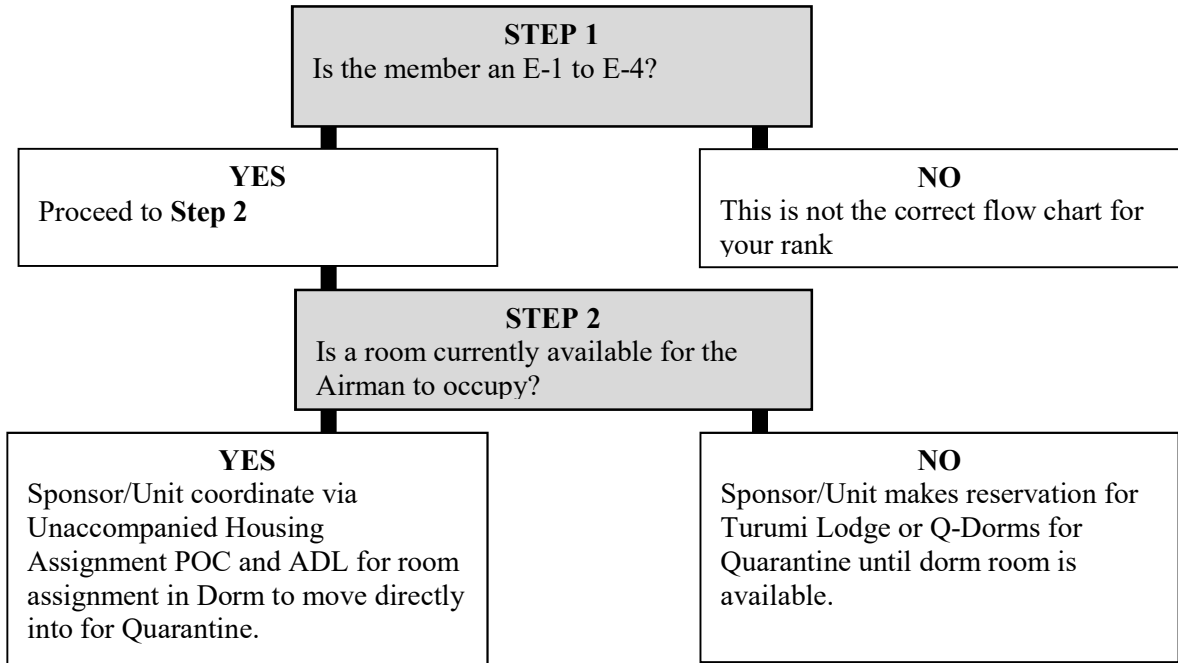 STEP 1
Is the member an E-1 to E-4?
YES
Proceed to Step 2
NO
This is not the correct flow chart for
your rank
STEP 2
Is a room currently available for the
Airman to occupy?
YES
Sponsor/Unit coordinate via
Unaccompanied Housing
Assignment POC and ADL for room
assignment in Dorm to move directly
into for Quarantine.
NO
Sponsor/Unit makes reservation for
Turumi Lodge or Q-Dorms for
Quarantine until dorm room is
available.